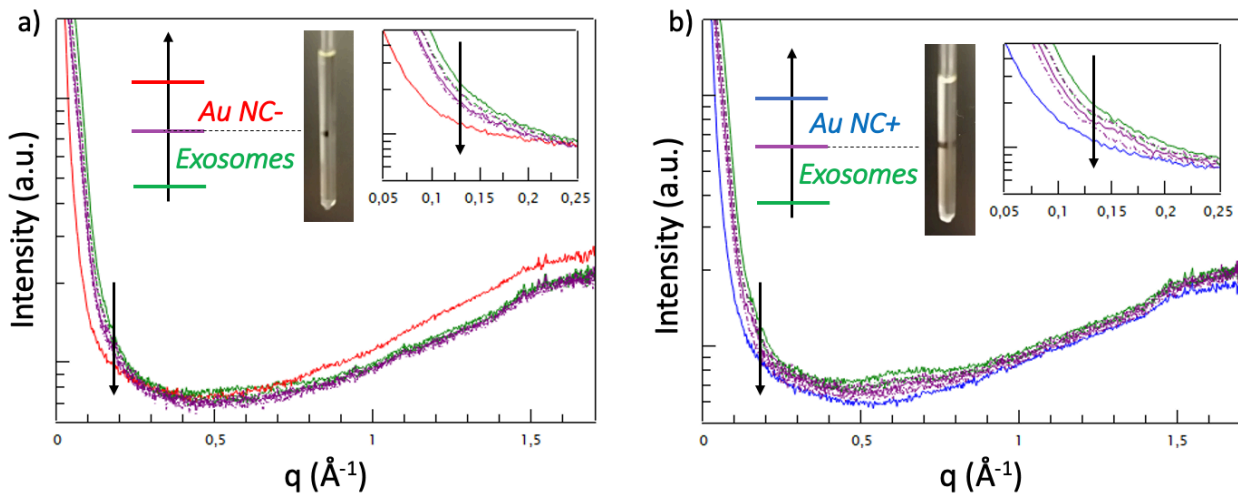 a)
Intensity (a.u.)
Au NC-
Exosomes
0,05 0,1 0,15 0,2 0,25
0 0,5 1 1,5
q (Å-1)
b)
Intensity (a.u.)
Au NC+
Exosomes
0,05 0,1 0,15 0,2 0,25
0 0,5 1 1,5
q (Å-1)